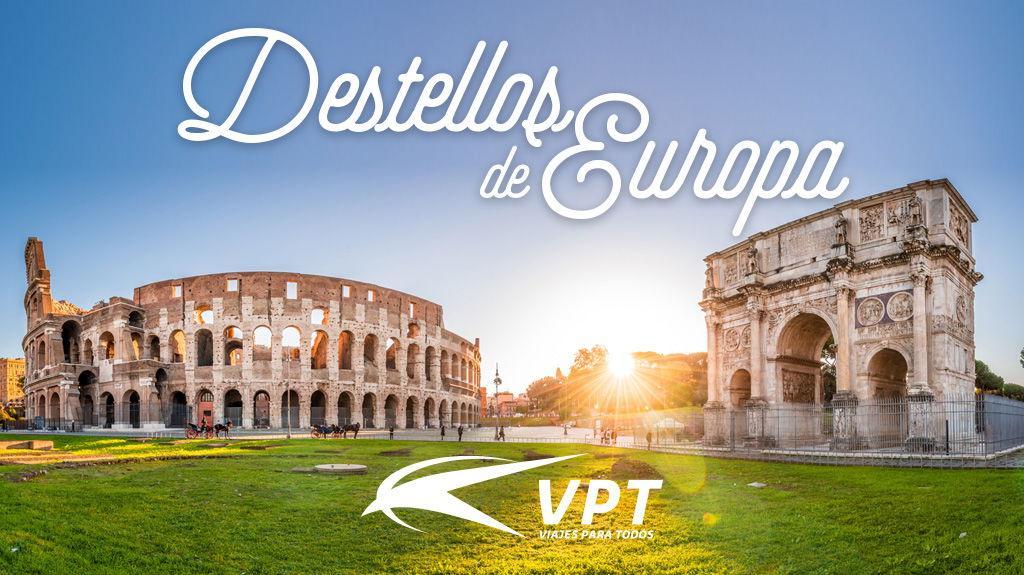 Destellos
de Europa
VPT
VIAJES PARA TODOS